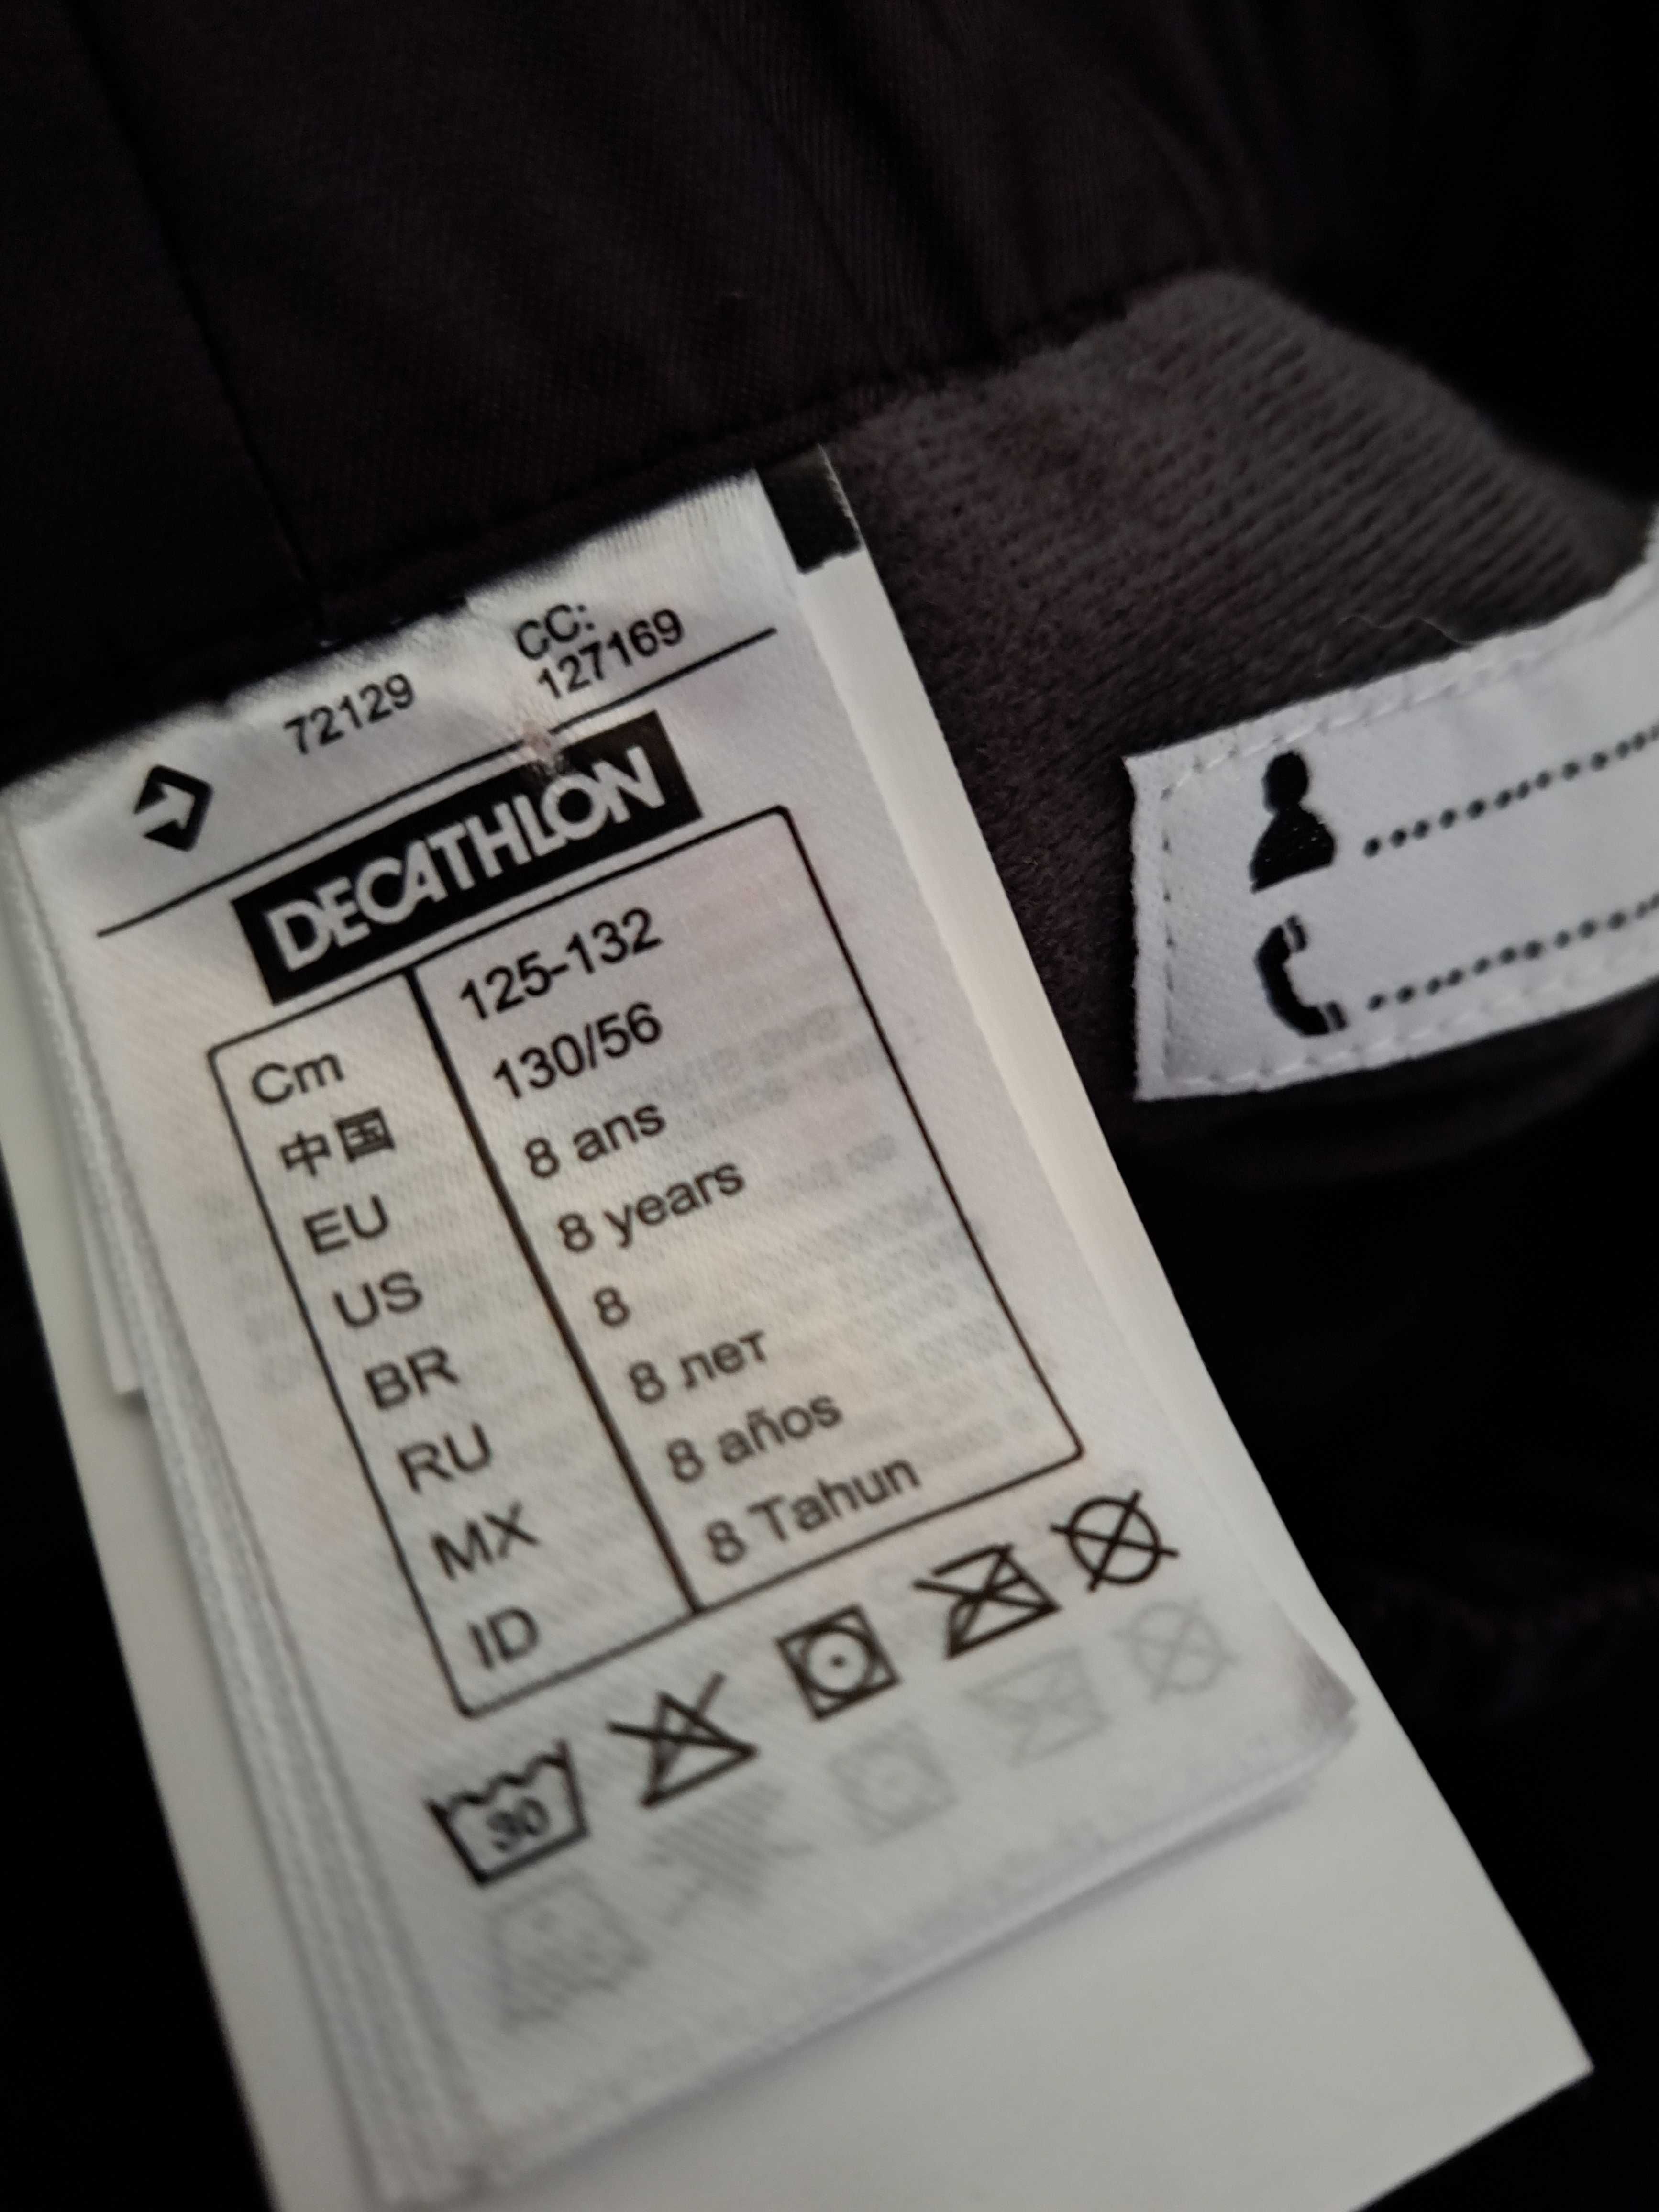 72129
CC:
127169
DECATHLON
Cm 125-132
中国 130/56
EU 8 ans
US 8 years
BR 8
RU 8 лет
MX 8 años
ID 8 Tahun
30